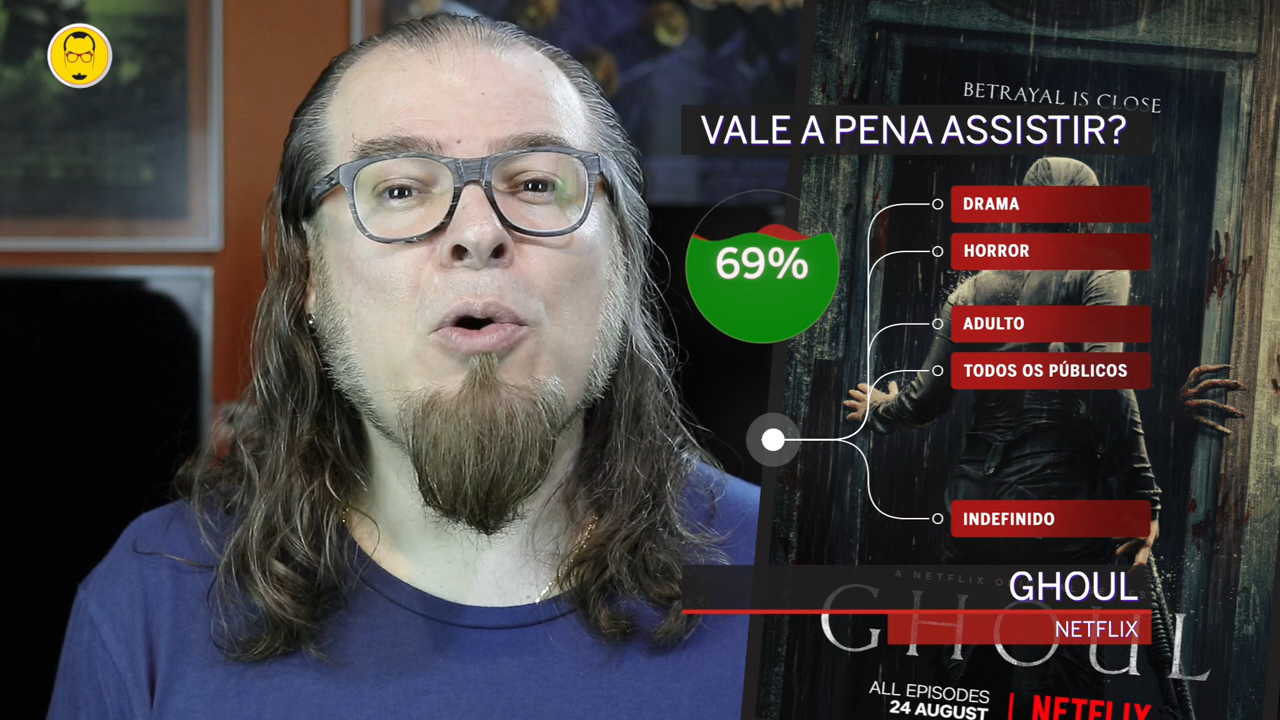 BETRAYAL IS CLOSE
VALE A PENA ASSISTIR?
69%
DRAMA
HORROR
ADULTO
TODOS OS PÚBLICOS
INDEFINIDO
A NETFLIX
GHOUL
NETFLIX
GHOUL
ALL EPISODES
24 AUGUST
NETFLIX